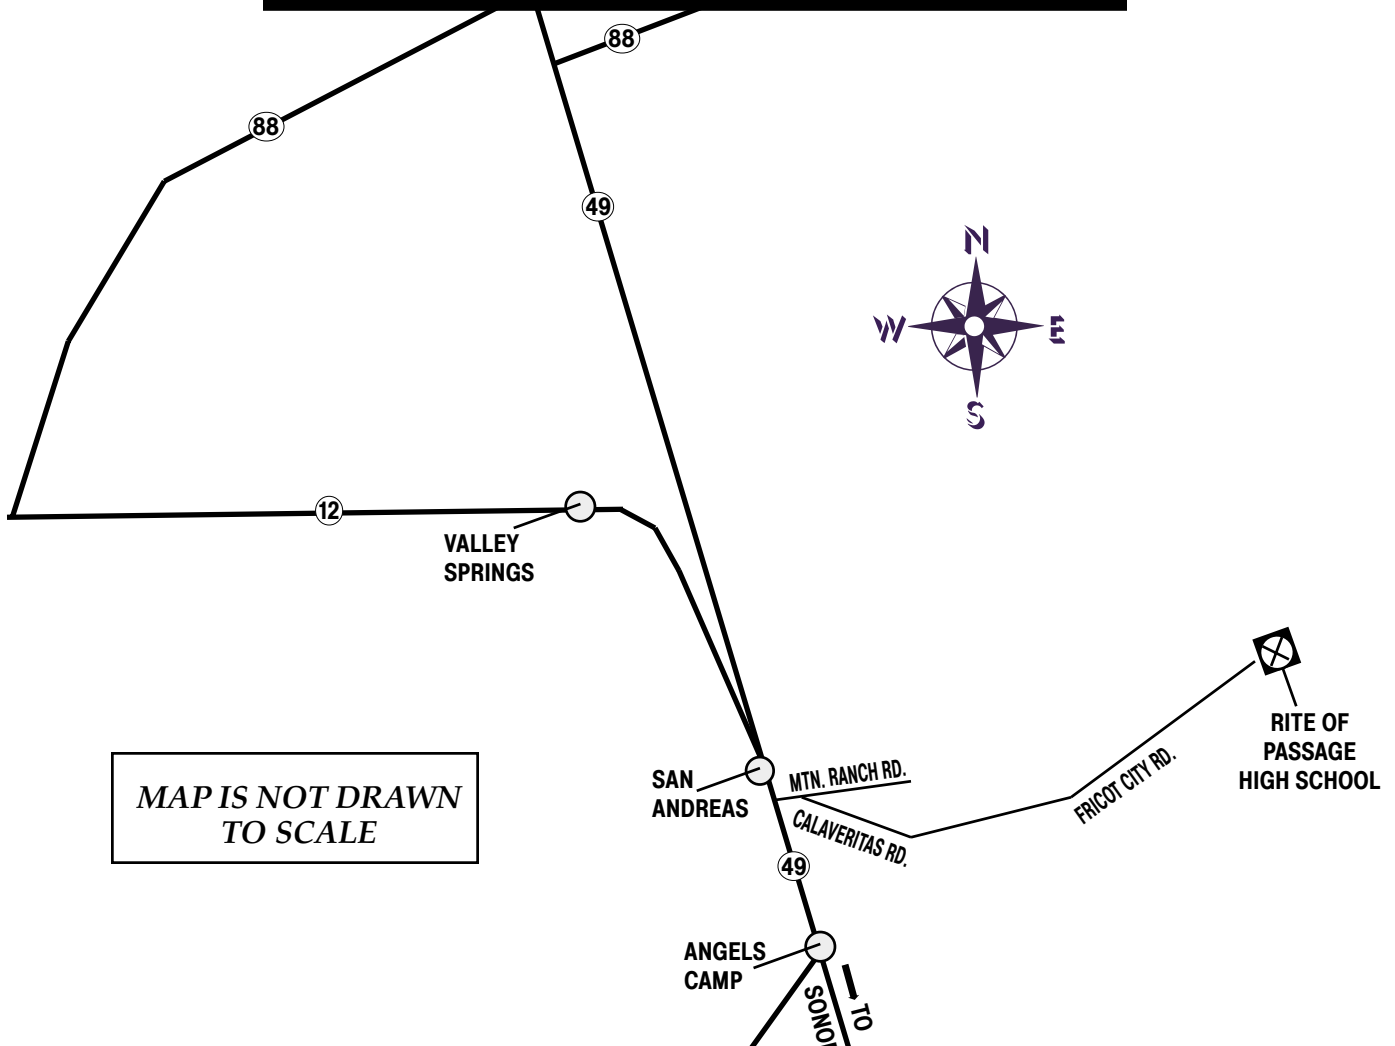 88
88
49
N
W
E
S
12
VALLEY
SPRINGS
RITE OF
PASSAGE
HIGH SCHOOL
MAP IS NOT DRAWN
TO SCALE
SAN
ANDREAS
MTN. RANCH RD.
CALAVERITAS RD.
FRICOT CITY RD.
49
ANGELS
CAMP
TO